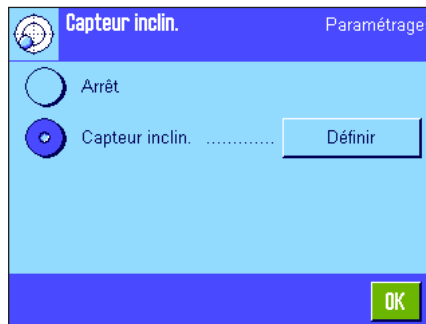 Capteur inclin. Paramétrage
Arrêt
Capteur inclin. ............. Définir
OK